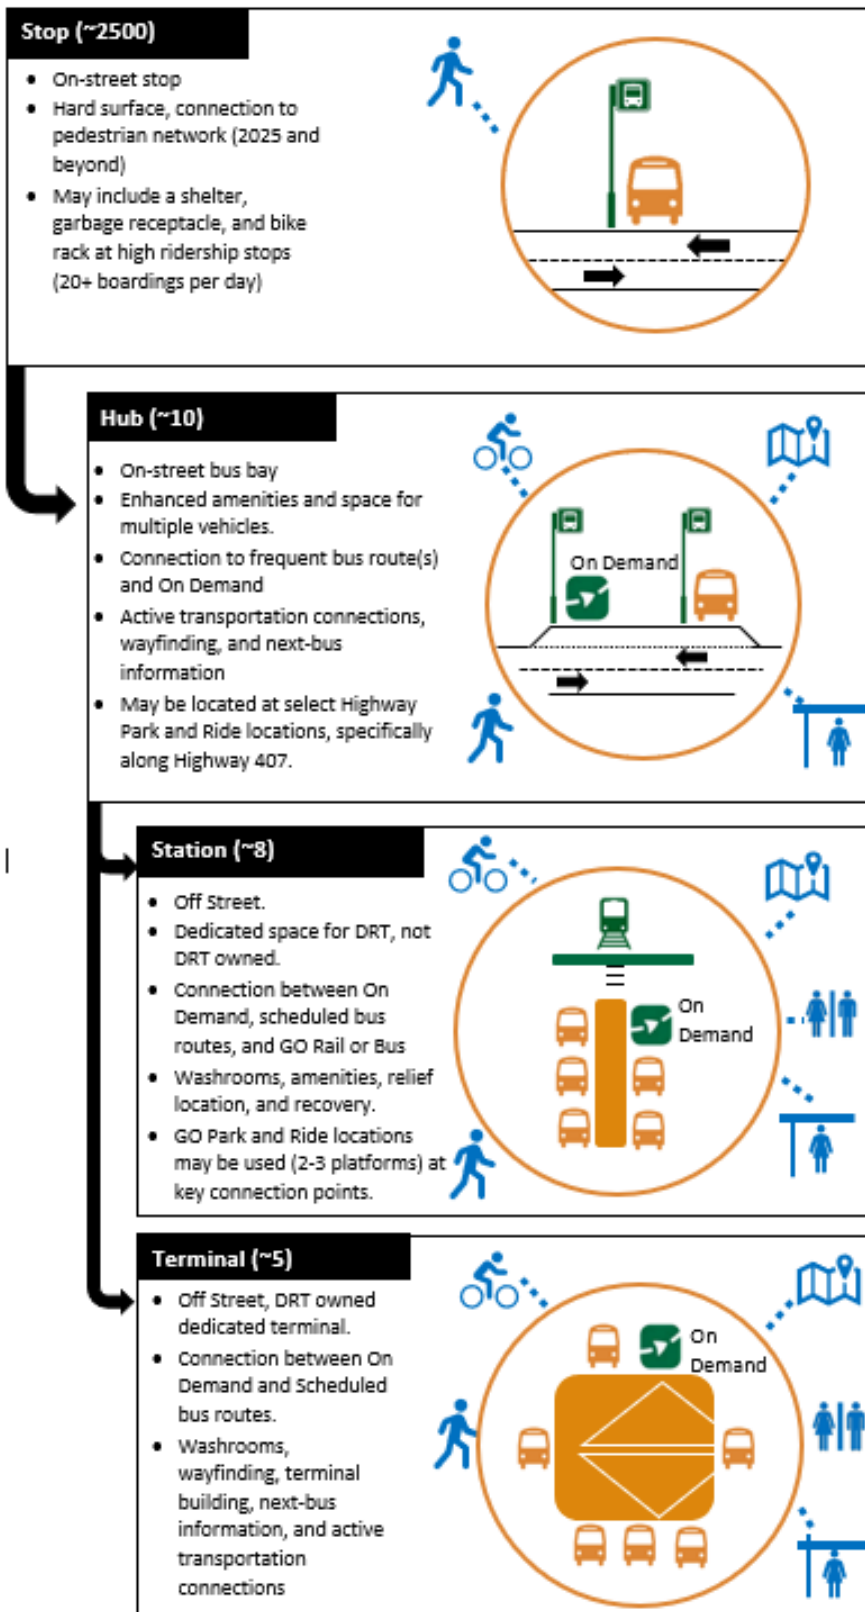 Stop (~2500)
• On-street stop
• Hard surface, connection to
pedestrian network (2025 and
beyond)
• May include a shelter,
garbage receptacle, and bike
rack at high ridership stops
(20+ boardings per day)
Hub (~10)
• On-street bus bay
• Enhanced amenities and space for
multiple vehicles.
• Connection to frequent bus route(s)
and On Demand
• Active transportation connections,
wayfinding, and next-bus
information
• May be located at select Highway
Park and Ride locations, specifically
along Highway 407.
On Demand
Station (~8)
• Off Street.
• Dedicated space for DRT, not
DRT owned.
• Connection between On
Demand, scheduled bus
routes, and GO Rail or Bus
• Washrooms, amenities, relief
location, and recovery.
• GO Park and Ride locations
may be used (2-3 platforms) at
key connection points.
On
Demand
Terminal (~5)
• Off Street, DRT owned
dedicated terminal.
• Connection between On
Demand and Scheduled
bus routes.
• Washrooms,
wayfinding, terminal
building, next-bus
information, and active
transportation
connections
On
Demand